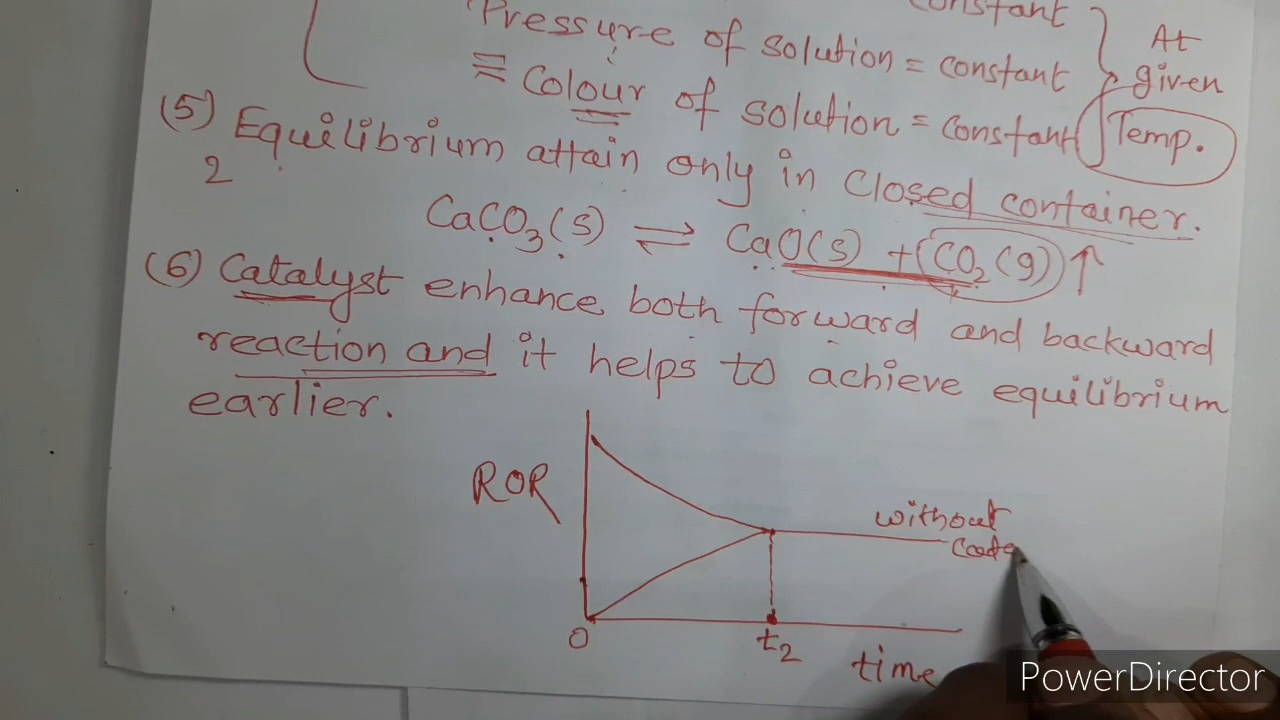 constant
Pressure of solution = constant
At given
Colour of solution = constant
Temp.
(5) Equilibrium attain only in closed container.
2
CaCO3(s) ⇌ CaO(s) + CO2(g) ↑
(6) Catalyst enhance both forward and backward
reaction and it helps to achieve equilibrium
earlier.
ROR
without
0
t2
time
PowerDirector